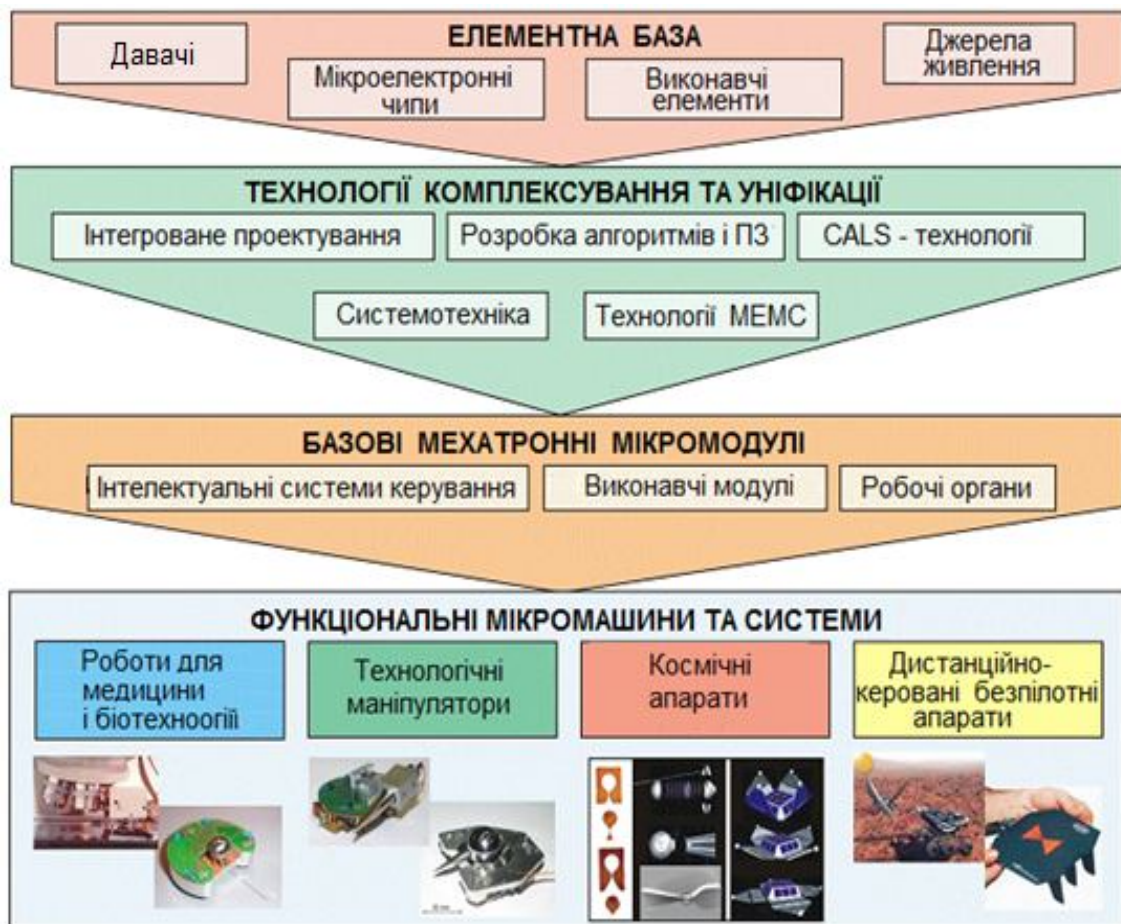 ЕЛЕМЕНТНА БАЗА
Давачі
Мікроелектронні
чипи
Виконавчі
елементи
Джерела
живлення
ТЕХНОЛОГІЇ КОМПЛЕКСУВАННЯ ТА УНІФІКАЦІЇ
Інтегроване проектування
Розробка алгоритмів і ПЗ
CALS - технології
Системотехніка
Технології МЕМС
БАЗОВІ МЕХАТРОННІ МІКРОМОДУЛІ
Інтелектуальні системи керування
Виконавчі модулі
Робочі органи
ФУНКЦІОНАЛЬНІ МІКРОМАШИНИ ТА СИСТЕМИ
Роботи для
медицини
і біотехноогіїі
Технологічні
маніпулятори
Космічні
апарати
Дистанційно-
керовані безпілотні
апарати